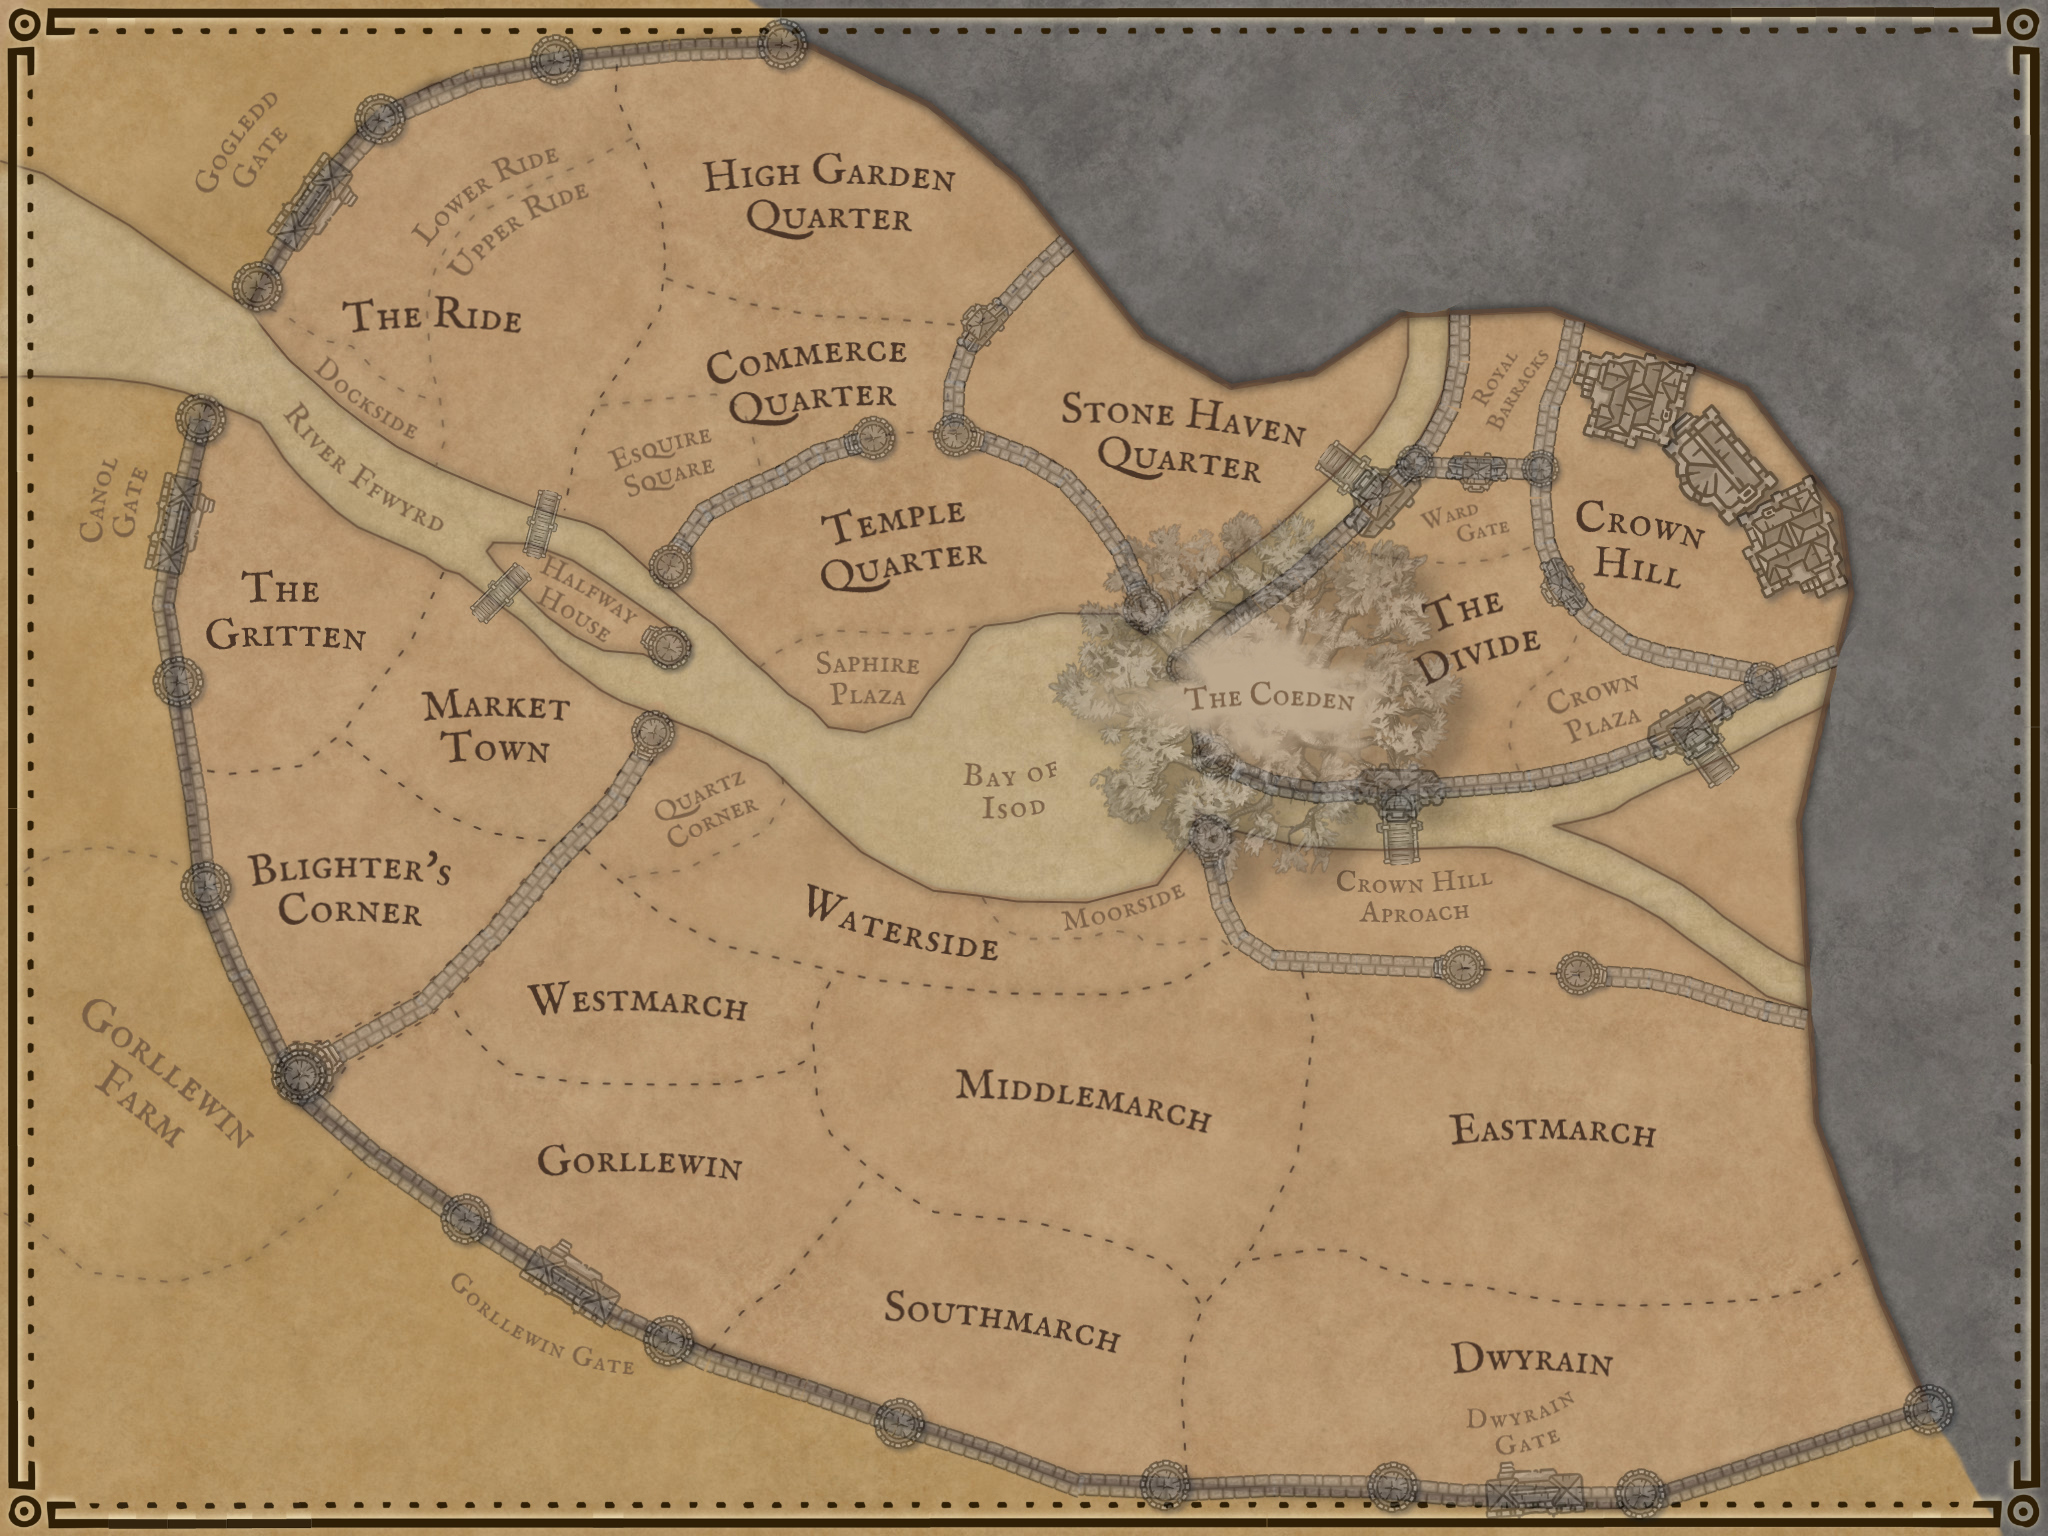 Gogledd
Gate
Lower Ride
Upper Ride
High Garden
Quarter
The Ride
Dockside
River Ffwyrd
Commerce
Quarter
Esquire
Square
Stone Haven
Quarter
Royal
Barracks
Ward
Gate
Crown
Hill
Canol
Gate
The
Gritten
Halfway
House
Temple
Quarter
Saphire
Plaza
The
Divide
Crown
Plaza
The Coeden
Market
Town
Quartz
Corner
Bay of
Isod
Blighter's
Corner
Waterside
Moorside
Crown Hill
Aproach
Westmarch
Gorllewin
Farm
Middlemarch
Eastmarch
Gorllewin
Gorllewin Gate
Southmarch
Dwyrain
Dwyrain
Gate